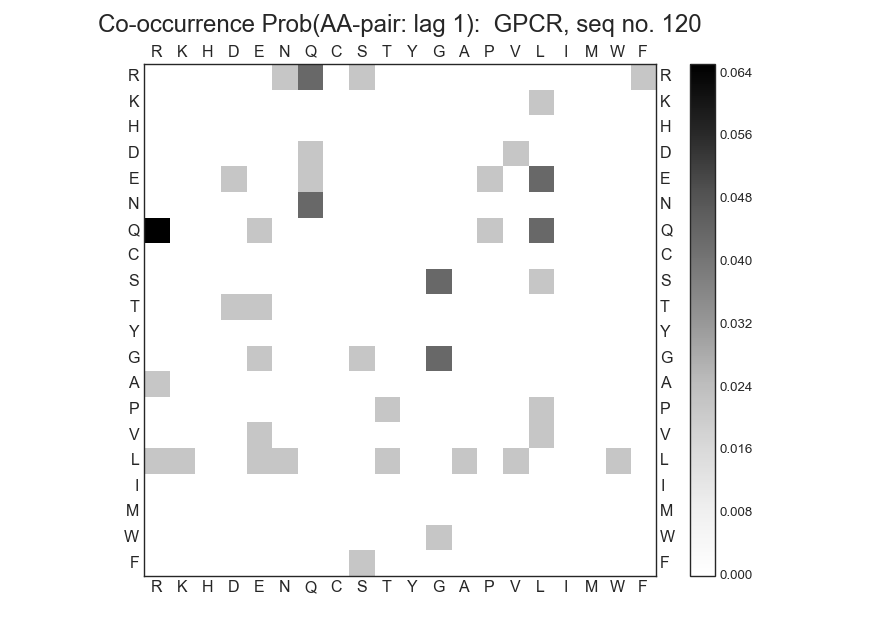 Co-occurrence Prob(AA-pair: lag 1):  GPCR, seq no. 120
R K H D E N Q C S T Y G A P V L I M W F
R R 0.064
K K
H H 0.056
D D
E E 0.048
N N
Q Q
C C 0.040
S S
T T 0.032
Y Y
G G
A A 0.024
P P
V V 0.016
L L
I I
M M 0.008
W W
F F 0.000
R K H D E N Q C S T Y G A P V L I M W F